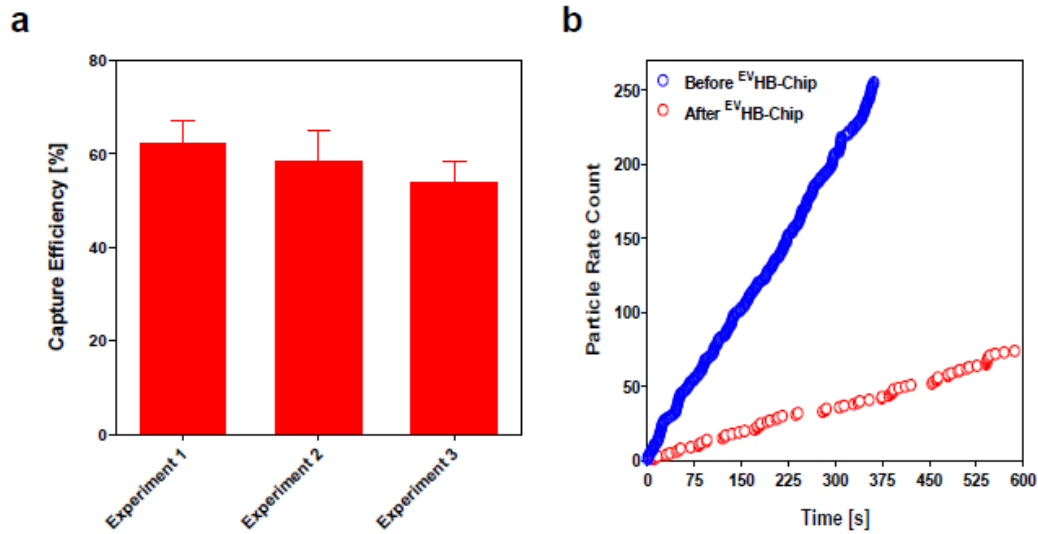 a
b
80
60
40
20
0
Capture Efficiency [%]
Experiment 1
Experiment 2
Experiment 3
250
200
150
100
50
0
Particle Rate Count
Before EVHB-Chip
After EVHB-Chip
0 75 150 225 300 375 450 525 600
Time [s]